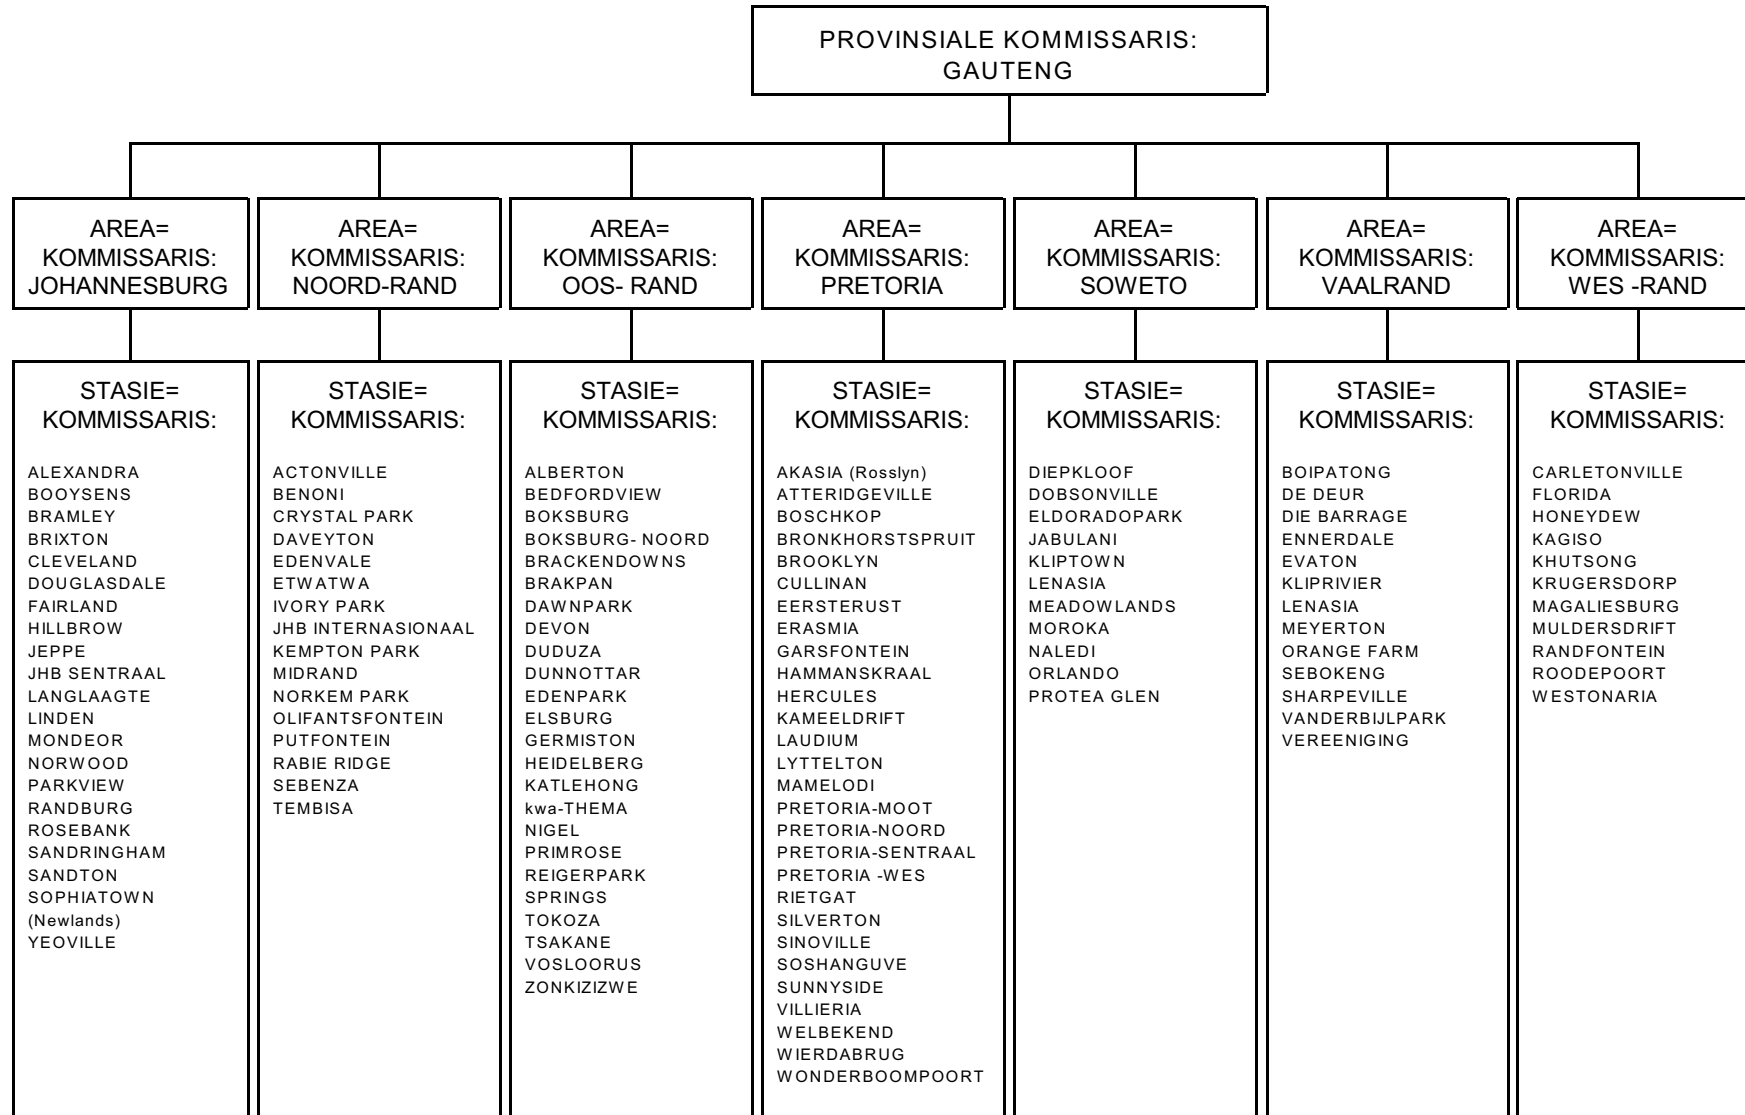 PROVINSIALE KOMMISSARIS:
GAUTENG
AREA=
KOMMISSARIS:
JOHANNESBURG
AREA=
KOMMISSARIS:
NOORD-RAND
AREA=
KOMMISSARIS:
OOS- RAND
AREA=
KOMMISSARIS:
PRETORIA
AREA=
KOMMISSARIS:
SOWETO
AREA=
KOMMISSARIS:
VAALRAND
AREA=
KOMMISSARIS:
WES -RAND
STASIE=
KOMMISSARIS:
ALEXANDRA
BOOYSENS
BRAMLEY
BRIXTON
CLEVELAND
DOUGLASDALE
FAIRLAND
HILLBROW
JEPPE
JHB SENTRAAL
LANGLAAGTE
LINDEN
MONDEOR
NORWOOD
PARKVIEW
RANDBURG
ROSEBANK
SANDRINGHAM
SANDTON
SOPHIATOWN
(Newlands)
YEOVILLE
STASIE=
KOMMISSARIS:
ACTONVILLE
BENONI
CRYSTAL PARK
DAVEYTON
EDENVALE
ETWATWA
IVORY PARK
JHB INTERNASIONAAL
KEMPTON PARK
MIDRAND
NORKEM PARK
OLIFANTSFONTEIN
PUTFONTEIN
RABIE RIDGE
SEBENZA
TEMBISA
STASIE=
KOMMISSARIS:
ALBERTON
BEDFORDVIEW
BOKSBURG
BOKSBURG- NOORD
BRACKENDOWNS
BRAKPAN
DAWNPARK
DEVON
DUDUZA
DUNNOTTAR
EDENPARK
ELSBURG
GERMISTON
HEIDELBERG
KATLEHONG
kwa-THEMA
NIGEL
PRIMROSE
REIGERPARK
SPRINGS
TOKOZA
TSAKANE
VOSLOORUS
ZONKIZIZWE
STASIE=
KOMMISSARIS:
AKASIA (Rosslyn)
ATTERIDGEVILLE
BOSCHKOP
BRONKHORSTSPRUIT
BROOKLYN
CULLINAN
EERSTERUST
ERASMIA
GARSFONTEIN
HAMMANSKRAAL
HERCULES
KAMEELDRIFT
LAUDIUM
LYTTELTON
MAMELODI
PRETORIA-MOOT
PRETORIA-NOORD
PRETORIA-SENTRAAL
PRETORIA -WES
RIETGAT
SILVERTON
SINOVILLE
SOSHANGUVE
SUNNYSIDE
VILLIERIA
WELBEKEND
WIERDABRUG
WONDERBOOMPOORT
STASIE=
KOMMISSARIS:
DIEPKLOOF
DOBSONVILLE
ELDORADOPARK
JABULANI
KLIPTOWN
LENASIA
MEADOWLANDS
MOROKA
NALEDI
ORLANDO
PROTEA GLEN
STASIE=
KOMMISSARIS:
BOIPATONG
DE DEUR
DIE BARRAGE
ENNERDALE
EVATON
KLIPRIVIER
LENASIA
MEYERTON
ORANGE FARM
SEBOKENG
SHARPEVILLE
VANDERBIJLPARK
VEREENIGING
STASIE=
KOMMISSARIS:
CARLETONVILLE
FLORIDA
HONEYDEW
KAGISO
KHUTSONG
KRUGERSDORP
MAGALIESBURG
MULDERSDRIFT
RANDFONTEIN
ROODEPOORT
WESTONARIA